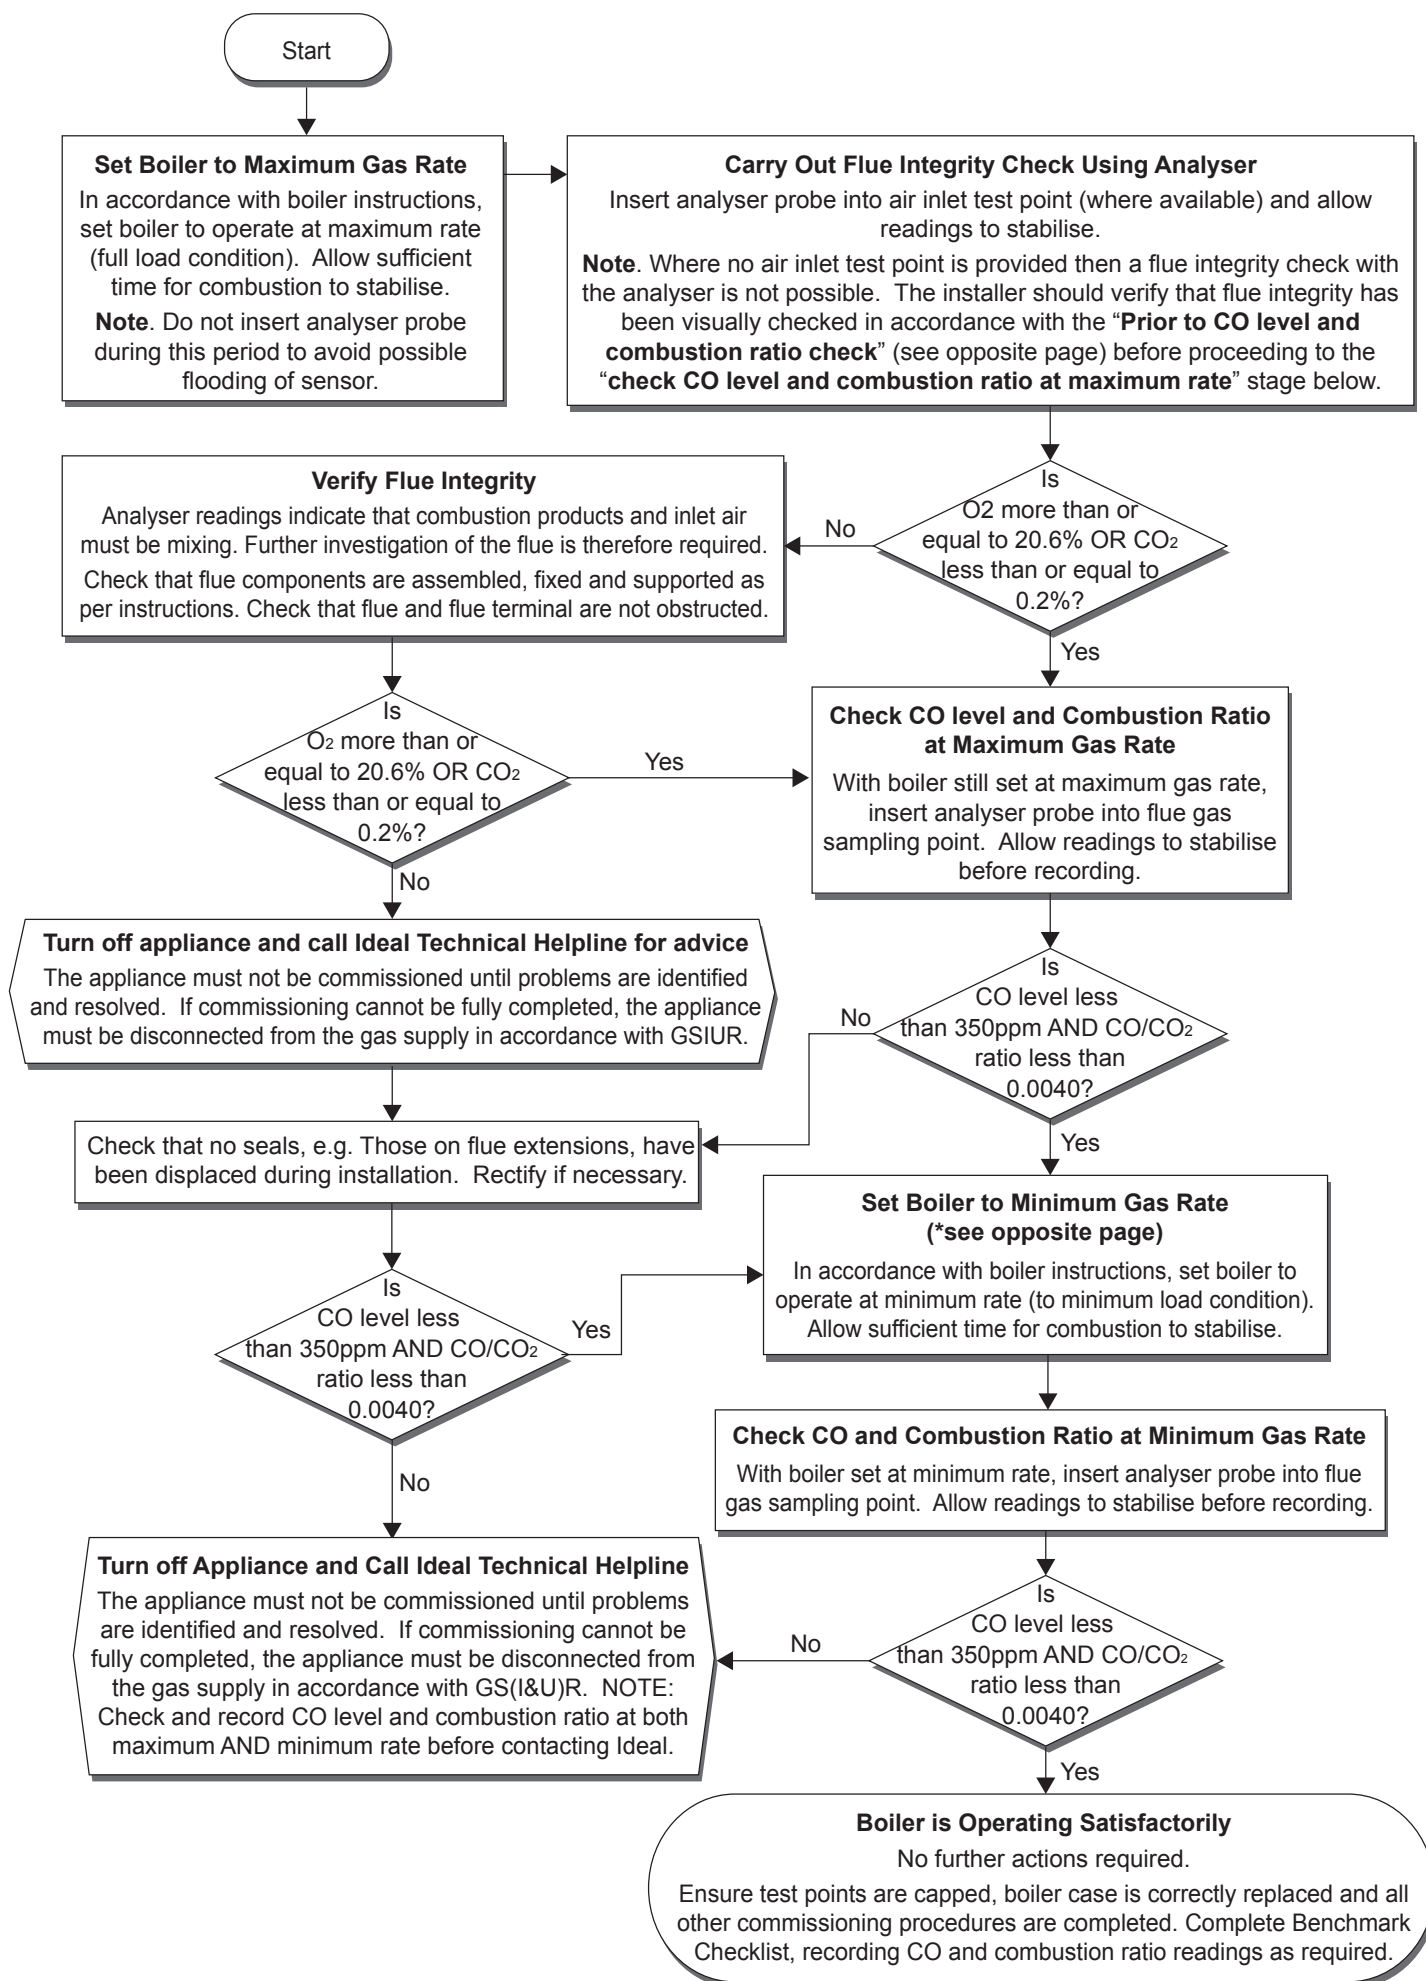 Start
Set Boiler to Maximum Gas Rate
In accordance with boiler instructions,
set boiler to operate at maximum rate
(full load condition).  Allow sufficient
time for combustion to stabilise.
Note. Do not insert analyser probe
during this period to avoid possible
flooding of sensor.
Carry Out Flue Integrity Check Using Analyser
Insert analyser probe into air inlet test point (where available) and allow
readings to stabilise.
Note. Where no air inlet test point is provided then a flue integrity check with
the analyser is not possible.  The installer should verify that flue integrity has
been visually checked in accordance with the “Prior to CO level and
combustion ratio check” (see opposite page) before proceeding to the
“check CO level and combustion ratio at maximum rate” stage below.
Is
O2 more than or
equal to 20.6% OR CO2
less than or equal to
0.2%?
No
Yes
Verify Flue Integrity
Analyser readings indicate that combustion products and inlet air
must be mixing. Further investigation of the flue is therefore required.
Check that flue components are assembled, fixed and supported as
per instructions. Check that flue and flue terminal are not obstructed.
Is
O2 more than or
equal to 20.6% OR CO2
less than or equal to
0.2%?
Yes
No
Check CO level and Combustion Ratio
at Maximum Gas Rate
With boiler still set at maximum gas rate,
insert analyser probe into flue gas
sampling point.  Allow readings to stabilise
before recording.
Turn off appliance and call Ideal Technical Helpline for advice
The appliance must not be commissioned until problems are identified
and resolved.  If commissioning cannot be fully completed, the appliance
must be disconnected from the gas supply in accordance with GSIUR.
Is
CO level less
than 350ppm AND CO/CO2
ratio less than
0.0040?
No
Yes
Check that no seals, e.g. Those on flue extensions, have
been displaced during installation.  Rectify if necessary.
Set Boiler to Minimum Gas Rate
(*see opposite page)
In accordance with boiler instructions, set boiler to
operate at minimum rate (to minimum load condition).
Allow sufficient time for combustion to stabilise.
Is
CO level less
than 350ppm AND CO/CO2
ratio less than
0.0040?
Yes
No
Check CO and Combustion Ratio at Minimum Gas Rate
With boiler set at minimum rate, insert analyser probe into flue
gas sampling point.  Allow readings to stabilise before recording.
Turn off Appliance and Call Ideal Technical Helpline
The appliance must not be commissioned until problems
are identified and resolved.  If commissioning cannot be
fully completed, the appliance must be disconnected from
the gas supply in accordance with GS(I&U)R.  NOTE:
Check and record CO level and combustion ratio at both
maximum AND minimum rate before contacting Ideal.
Is
CO level less
than 350ppm AND CO/CO2
ratio less than
0.0040?
No
Yes
Boiler is Operating Satisfactorily
No further actions required.
Ensure test points are capped, boiler case is correctly replaced and all
other commissioning procedures are completed. Complete Benchmark
Checklist, recording CO and combustion ratio readings as required.